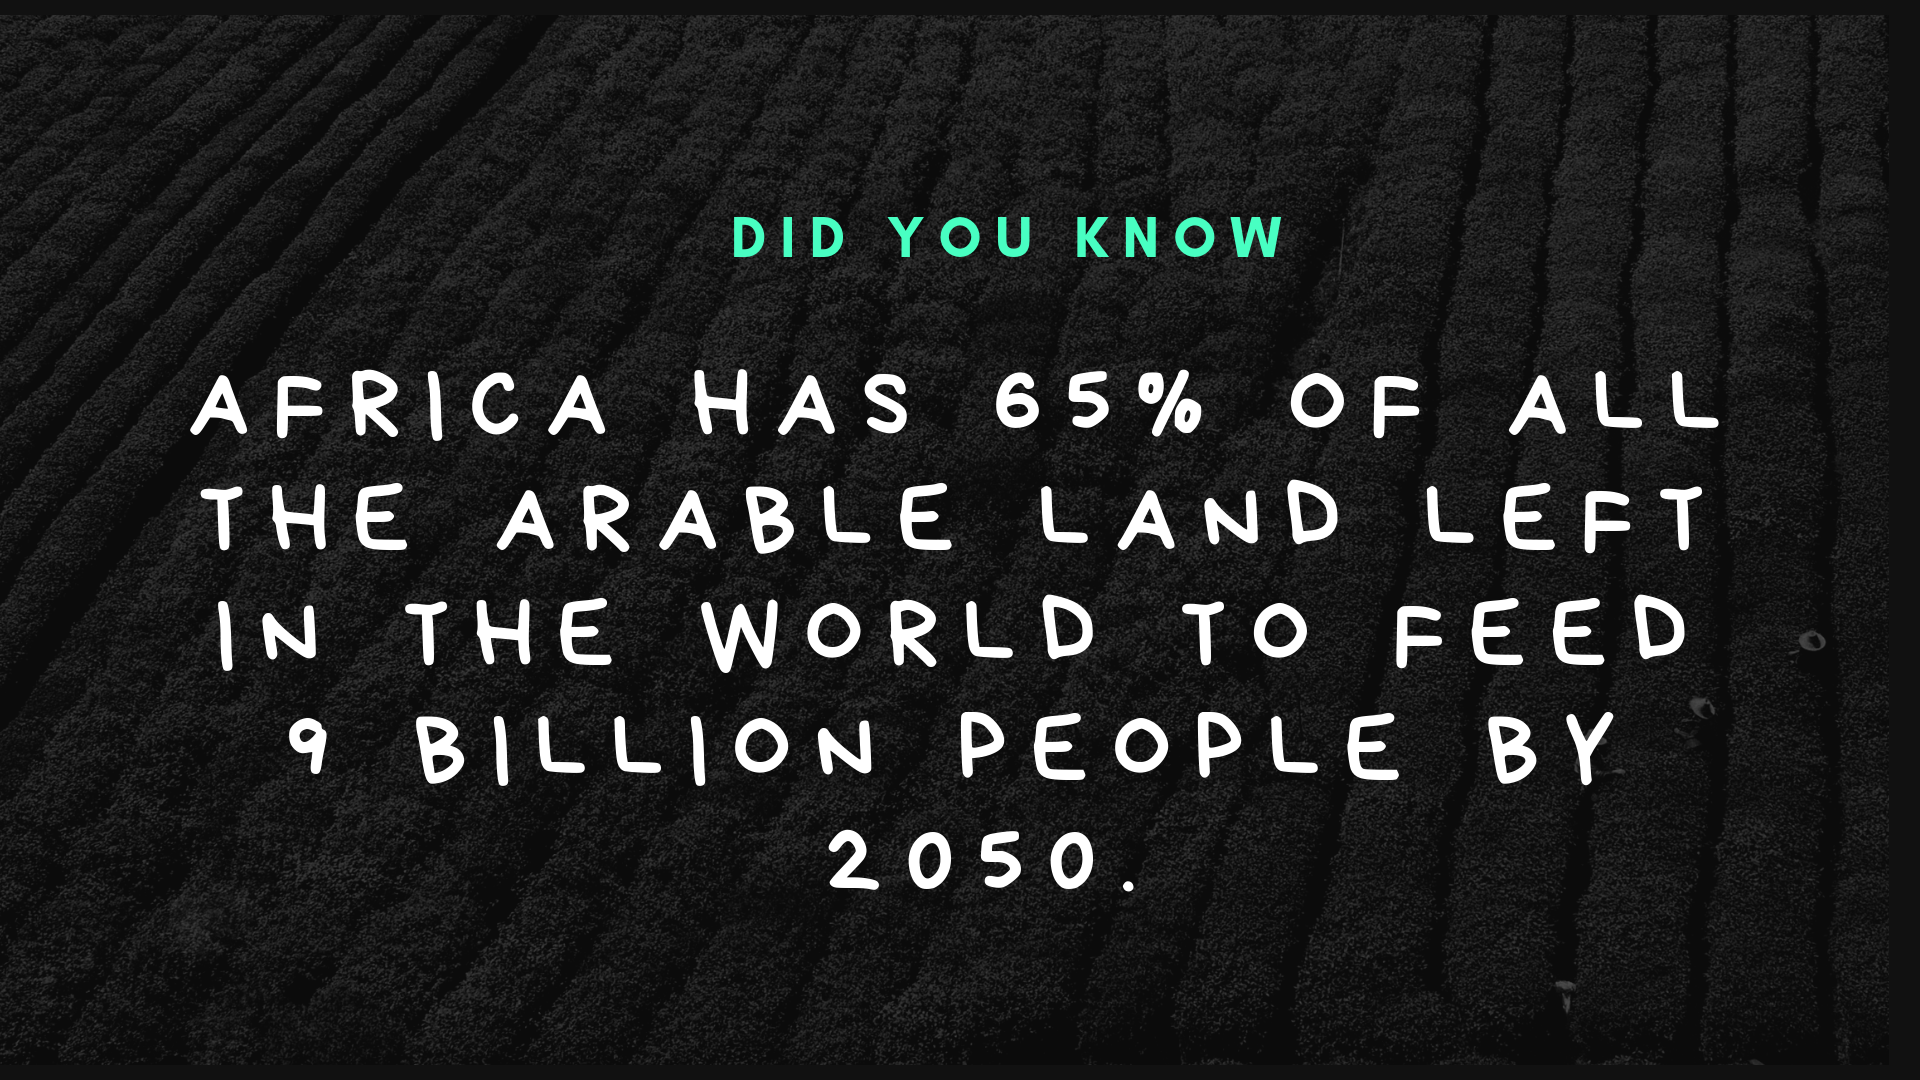 DID YOU KNOW
AFRICA HAS 65% OF ALL
THE ARABLE LAND LEFT
IN THE WORLD TO FEED
9 BILLION PEOPLE BY
2050.